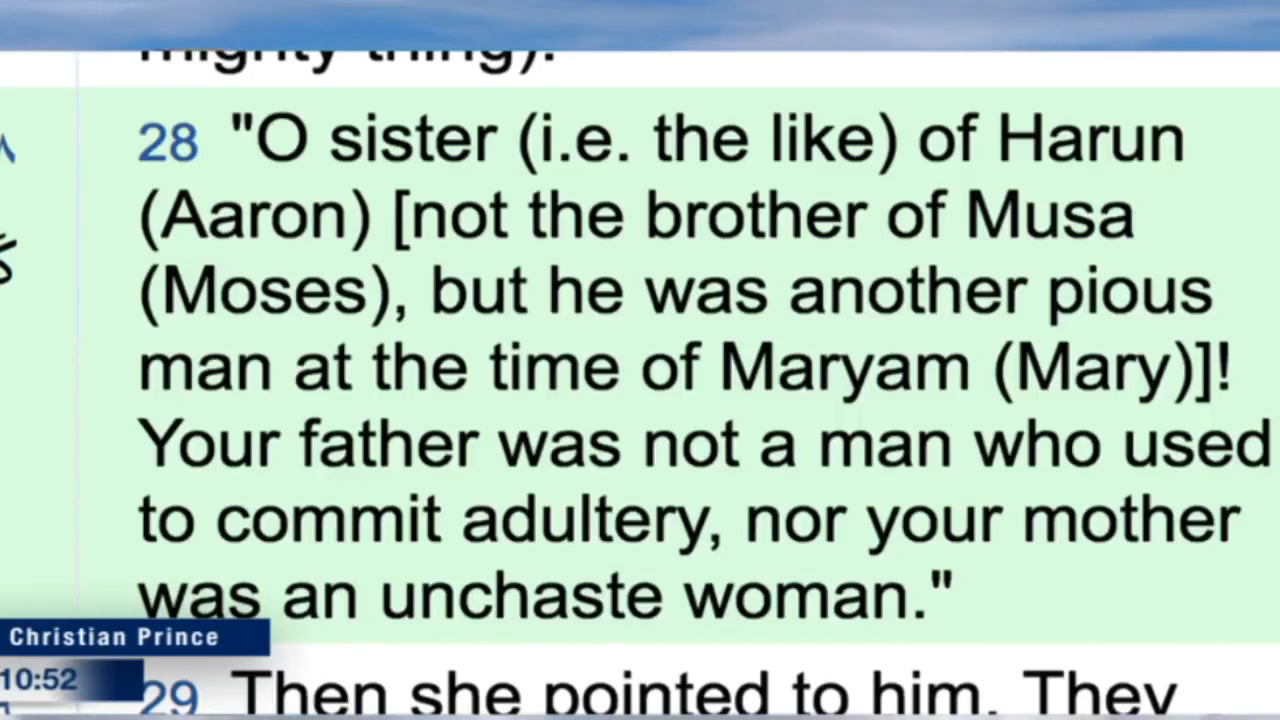 mighty thing).
28 "O sister (i.e. the like) of Harun
(Aaron) [not the brother of Musa
(Moses), but he was another pious
man at the time of Maryam (Mary)]!
Your father was not a man who used
to commit adultery, nor your mother
was an unchaste woman."
Christian Prince
10:52
29 Then she pointed to him. They